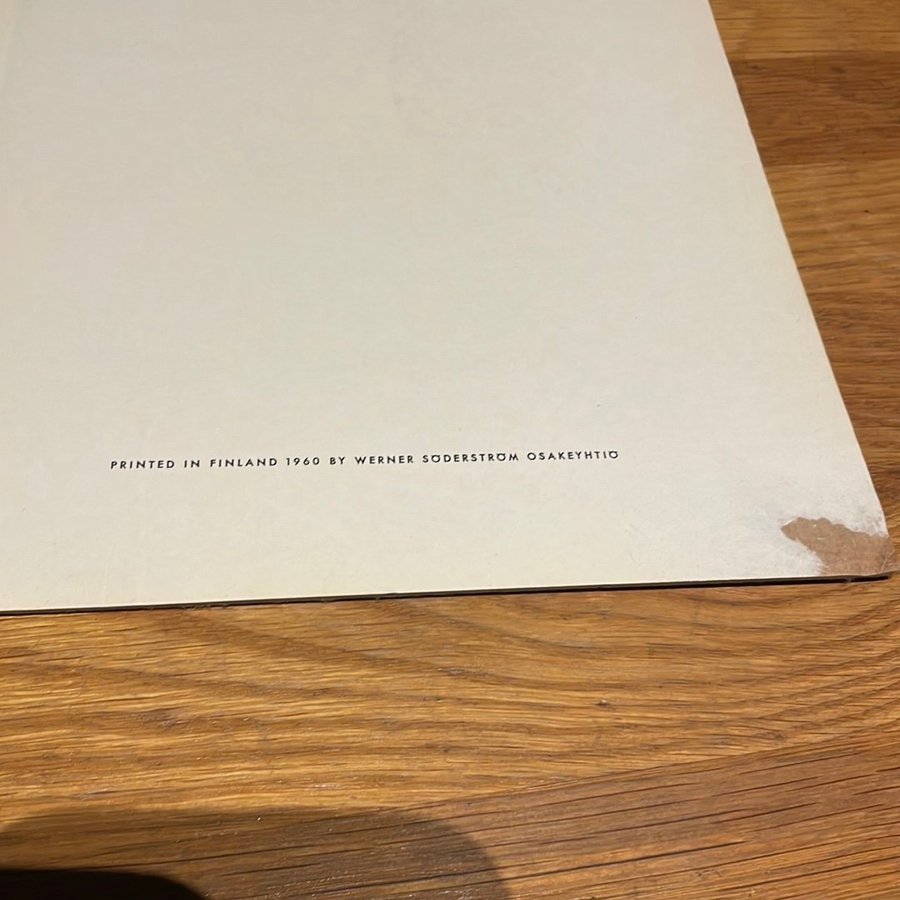 PRINTED IN FINLAND 1960 BY WERNER SÖDERSTRÖM OSAKEYHTIÖ